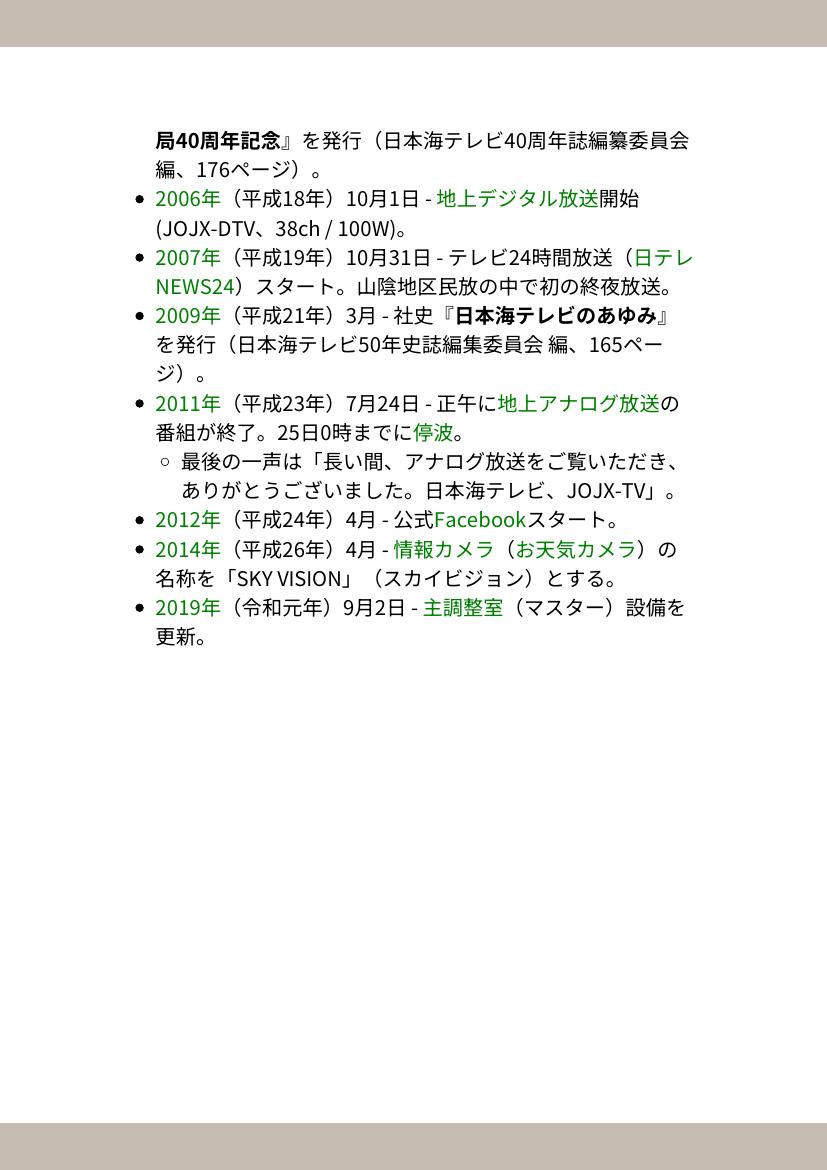 局40周年記念』を発行（日本海テレビ40周年誌編纂委員会
編、176ページ）。
2006年（平成18年）10月1日 - 地上デジタル放送開始
(JOJX-DTV、38ch / 100W)。
2007年（平成19年）10月31日 - テレビ24時間放送（日テレ
NEWS24）スタート。山陰地区民放の中で初の終夜放送。
2009年（平成21年）3月 - 社史『日本海テレビのあゆみ』
を発行（日本海テレビ50年史誌編集委員会 編、165ペー
ジ）。
2011年（平成23年）7月24日 - 正午に地上アナログ放送の
番組が終了。25日0時までに停波。
最後の一声は「長い間、アナログ放送をご覧いただき、
ありがとうございました。日本海テレビ、JOJX-TV」。
2012年（平成24年）4月 - 公式Facebookスタート。
2014年（平成26年）4月 - 情報カメラ（お天気カメラ）の
名称を「SKY VISION」（スカイビジョン）とする。
2019年（令和元年）9月2日 - 主調整室（マスター）設備を
更新。